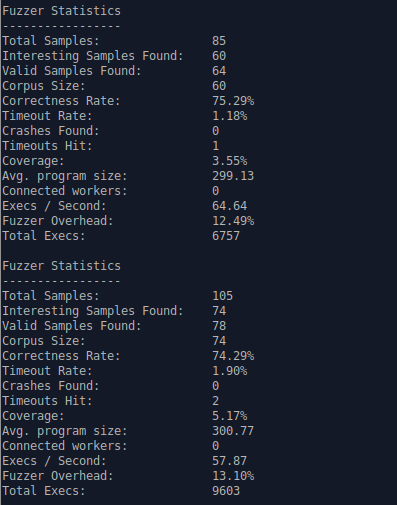 Fuzzer Statistics
-----------------
Total Samples: 85
Interesting Samples Found: 60
Valid Samples Found: 64
Corpus Size: 60
Correctness Rate: 75.29%
Timeout Rate: 1.18%
Crashes Found: 0
Timeouts Hit: 1
Coverage: 3.55%
Avg. program size: 299.13
Connected workers: 0
Execs / Second: 64.64
Fuzzer Overhead: 12.49%
Total Execs: 6757
Fuzzer Statistics
-----------------
Total Samples: 105
Interesting Samples Found: 74
Valid Samples Found: 78
Corpus Size: 74
Correctness Rate: 74.29%
Timeout Rate: 1.90%
Crashes Found: 0
Timeouts Hit: 2
Coverage: 5.17%
Avg. program size: 300.77
Connected workers: 0
Execs / Second: 57.87
Fuzzer Overhead: 13.10%
Total Execs: 9603